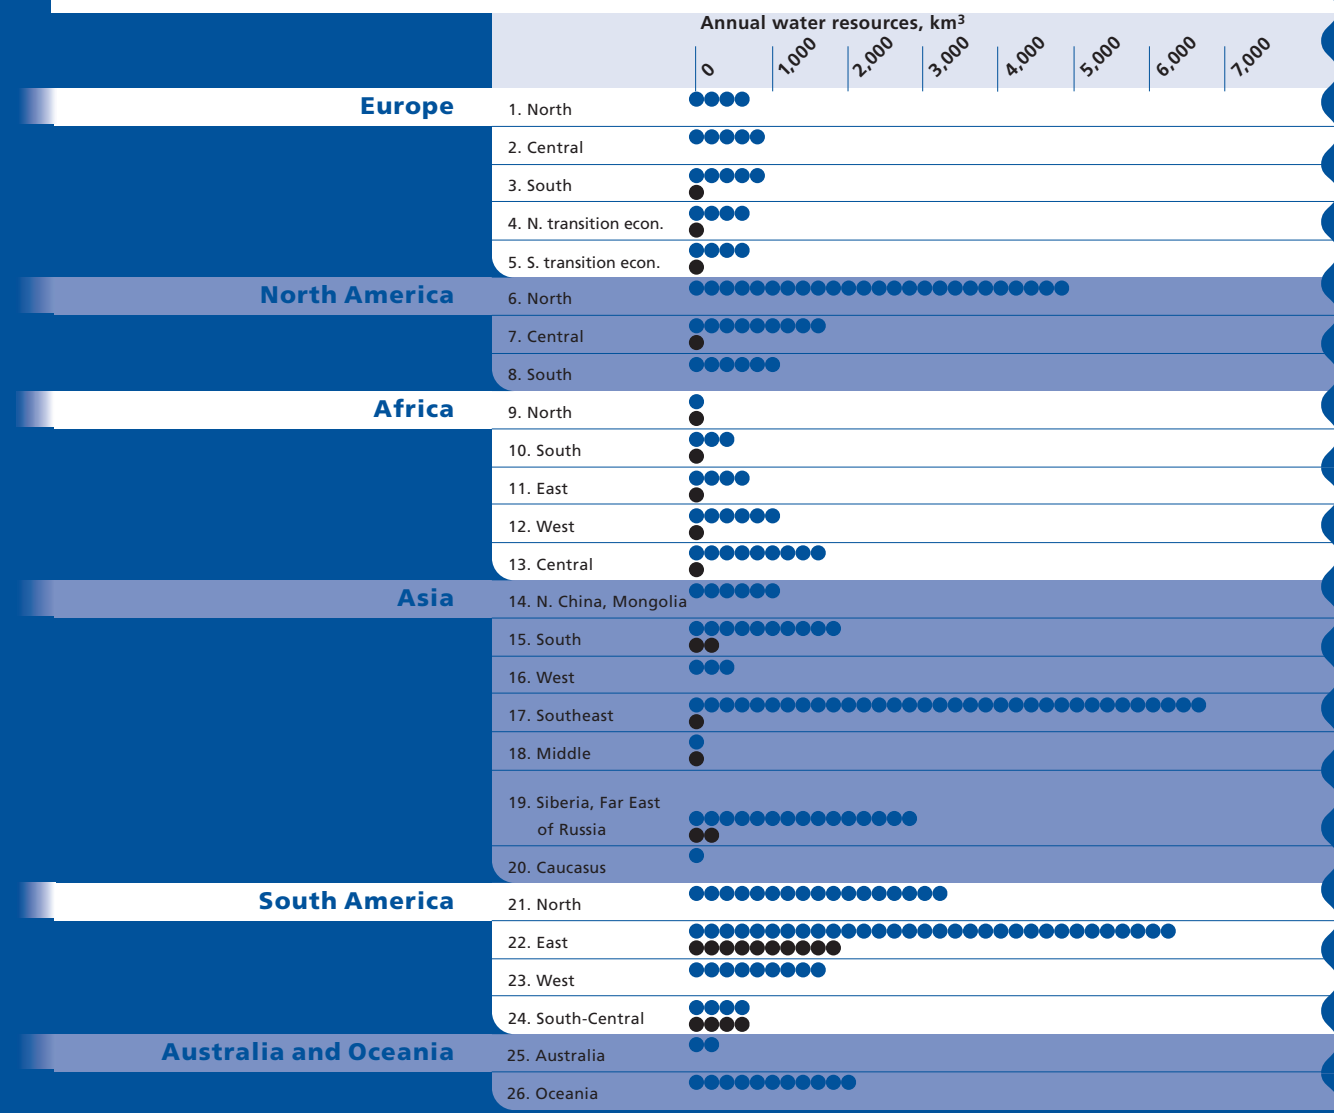 Annual water resources, km³
0 1,000 2,000 3,000 4,000 5,000 6,000 7,000
Europe
1. North
2. Central
3. South
4. N. transition econ.
5. S. transition econ.
North America
6. North
7. Central
8. South
Africa
9. North
10. South
11. East
12. West
13. Central
Asia
14. N. China, Mongolia
15. South
16. West
17. Southeast
18. Middle
19. Siberia, Far East
of Russia
20. Caucasus
South America
21. North
22. East
23. West
24. South-Central
Australia and Oceania
25. Australia
26. Oceania